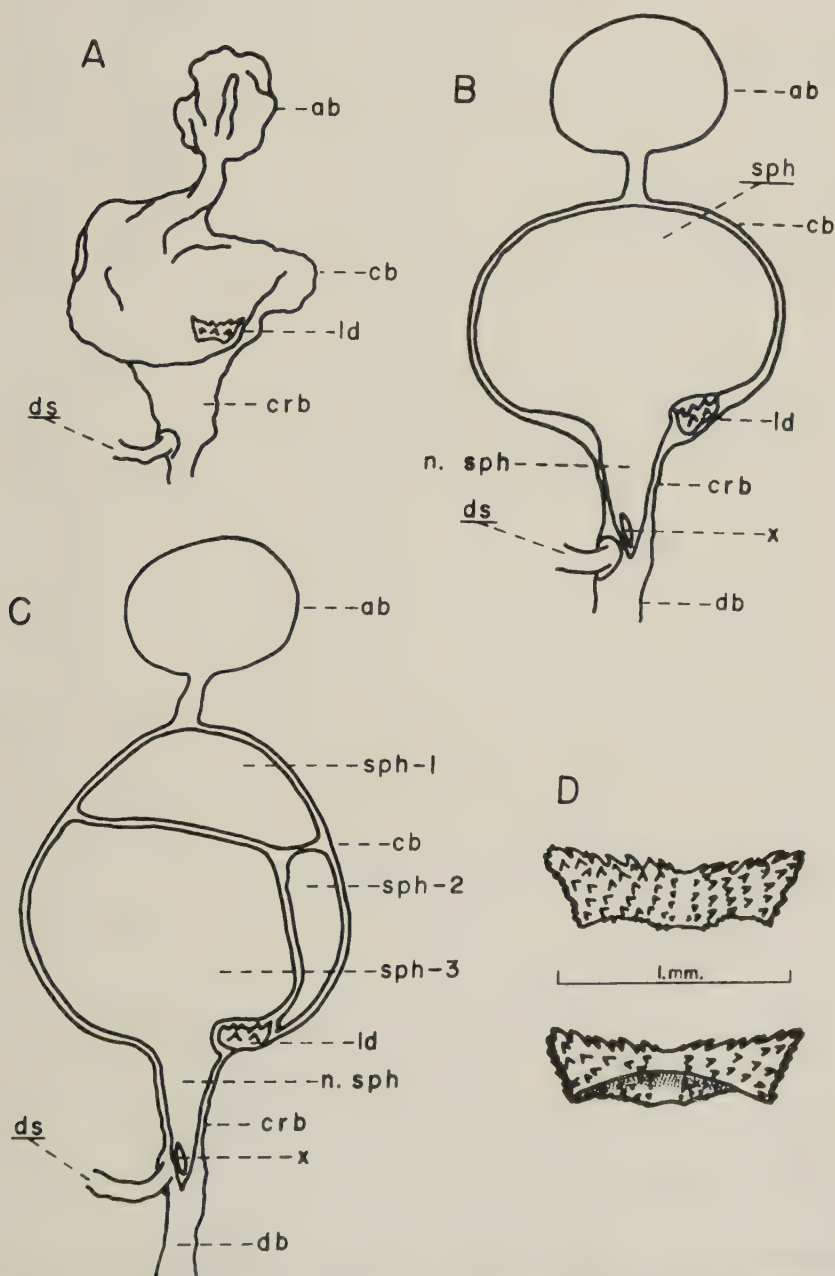 A
ab
cb
ld
crb
ds
B
ab
sph
cb
ld
n. sph
crb
ds
x
db
C
ab
sph-1
cb
sph-2
sph-3
ld
n. sph
crb
ds
x
db
D
1.mm.